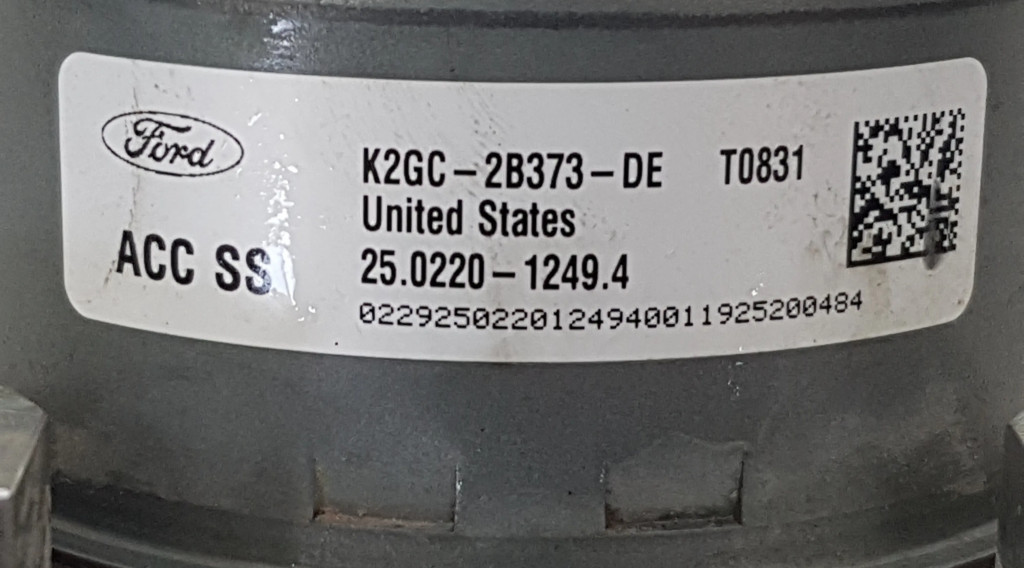 Ford
ACC SS
K2GC-2B373-DE T0831
United States
25.0220-1249.4
0229250220124940011925200484